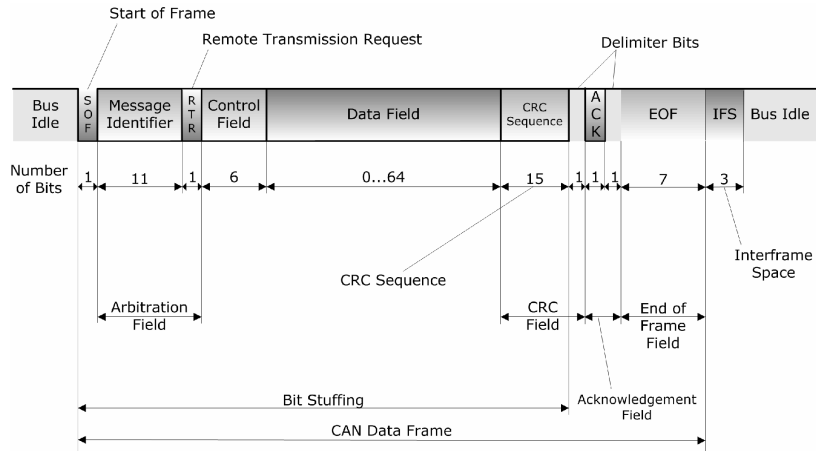 Start of Frame
Remote Transmission Request
Delimiter Bits
Bus
Idle
S
O
F
Message
Identifier
R
T
R
Control
Field
Data Field
CRC
Sequence
A
C
K
EOF
IFS
Bus Idle
Number
of Bits
1
11
1
6
0...64
15
1
1
1
7
3
CRC Sequence
Interframe
Space
Arbitration
Field
CRC
Field
End of
Frame
Field
Acknowledgement
Field
Bit Stuffing
CAN Data Frame